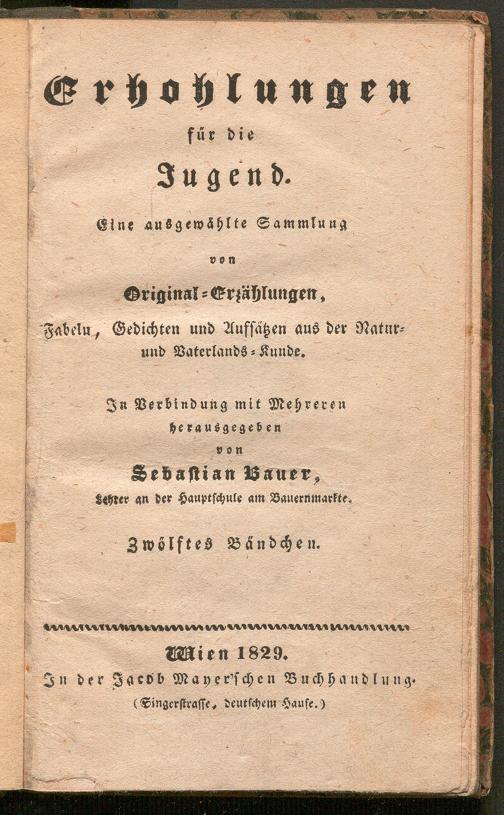 Erhohlungen
für die
Jugend.
Eine ausgewählte Sammlung
von
Original-Erzählungen,
Fabeln, Gedichten und Aufsätzen aus der Natur-
und Vaterlands-Kunde.
In Verbindung mit Mehreren
herausgegeben
von
Sebastian Bauer,
Lehrer an der Hauptschule am Bauernmarkte.
Zwölftes Bändchen.
Wien 1829.
In der Jacob Mayer'schen Buchhandlung.
(Singerstrasse, deutschem Hause.)